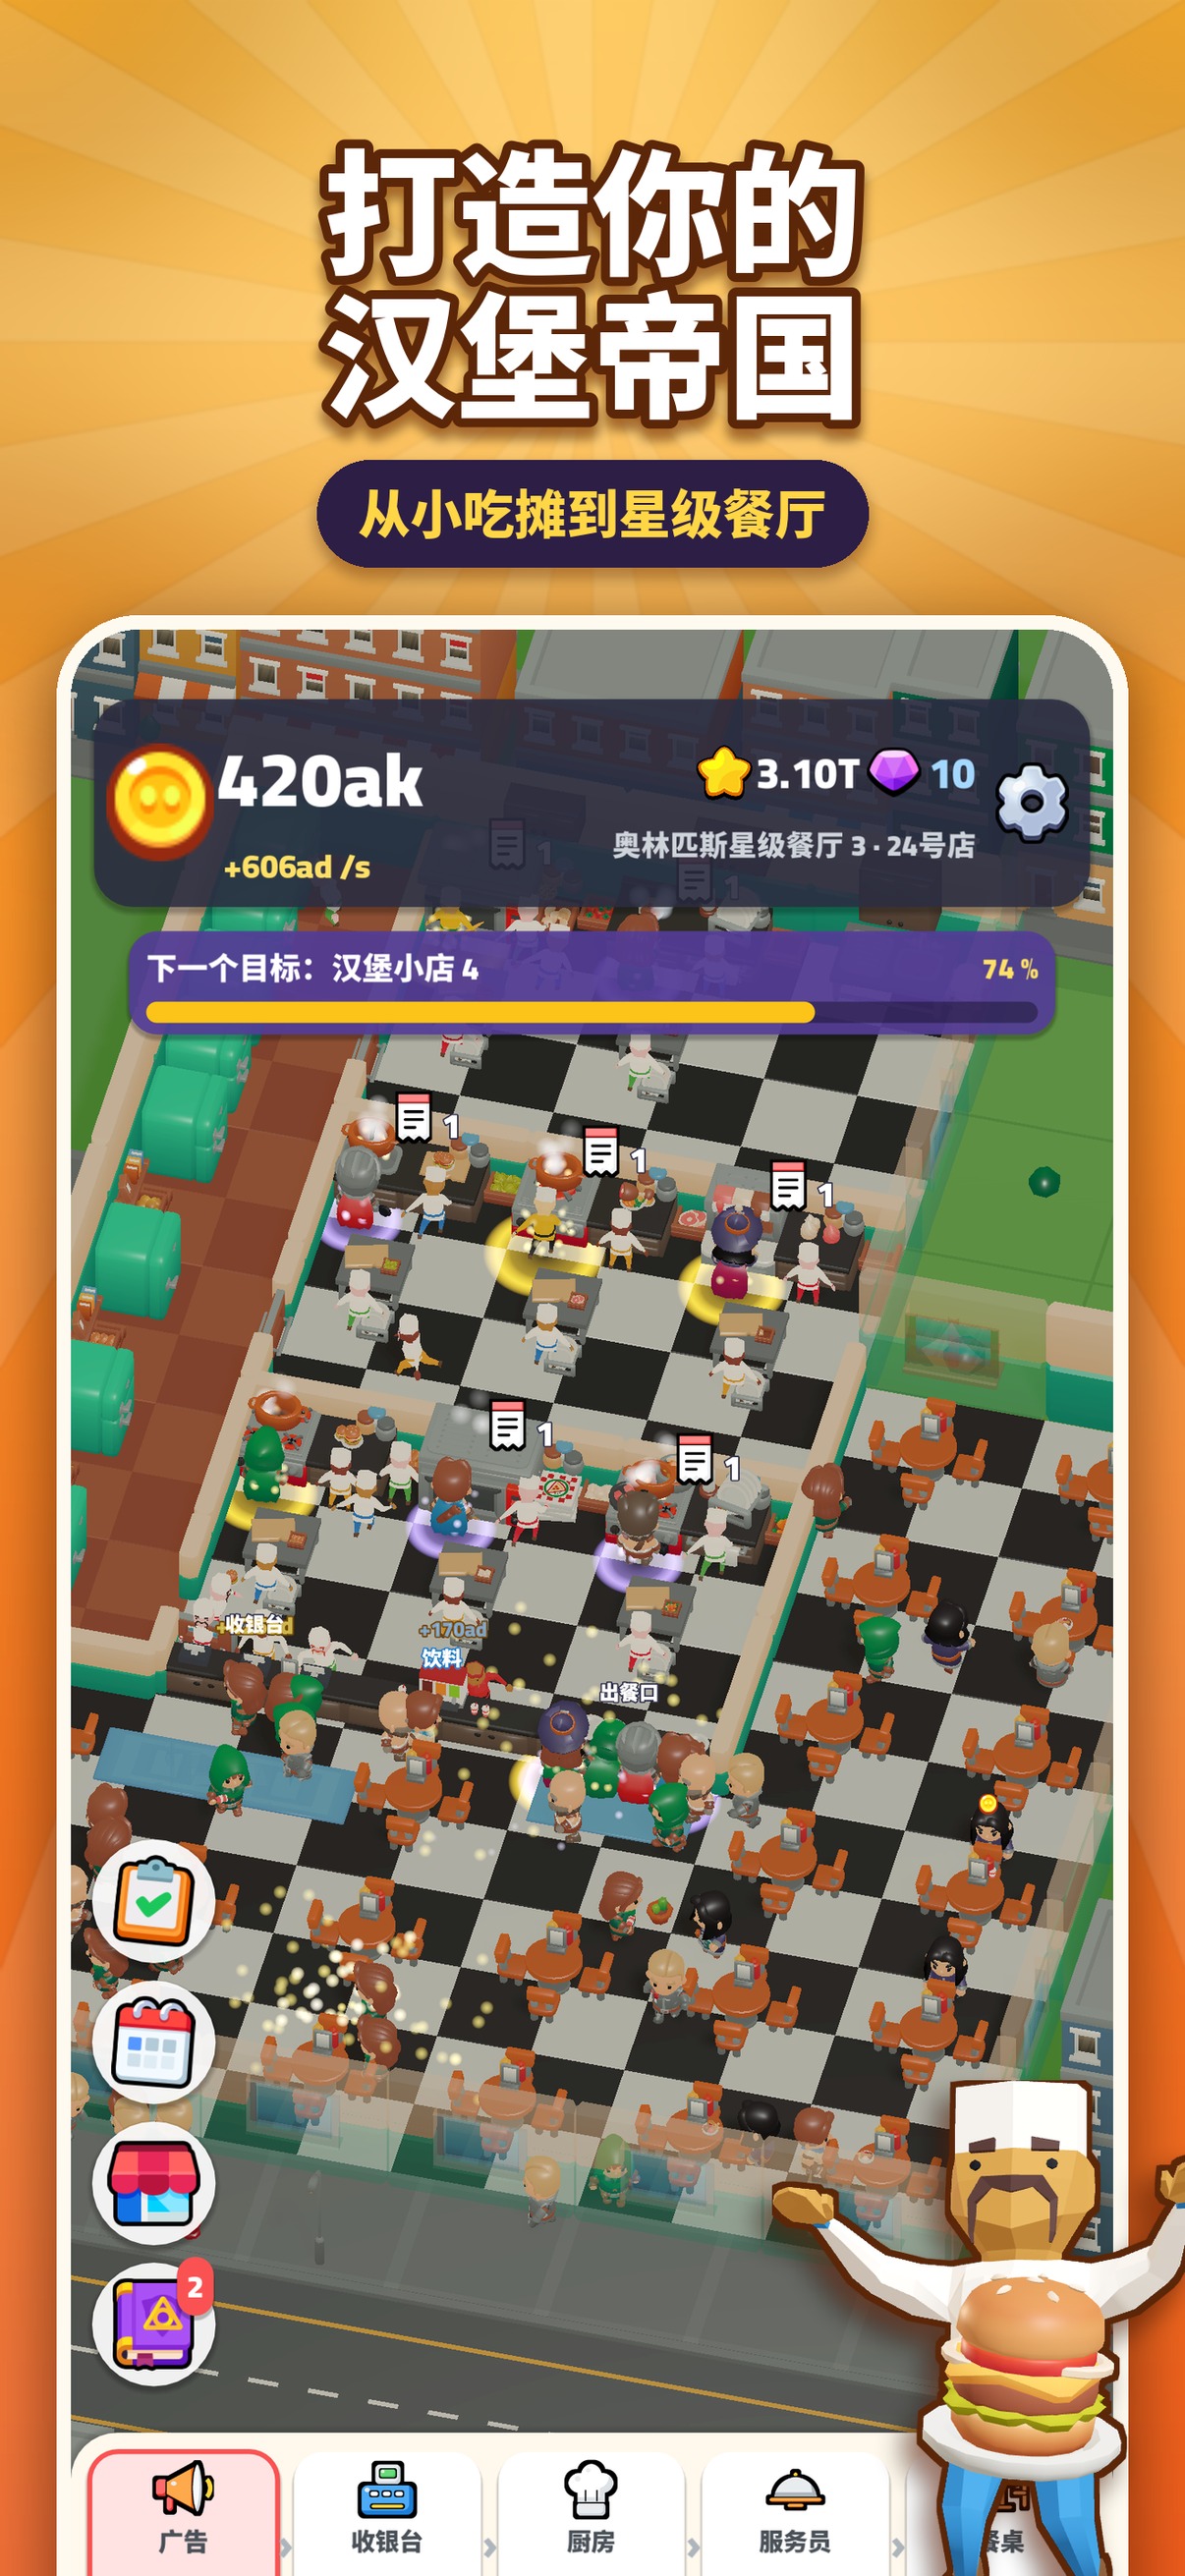 打造你的
汉堡帝国
从小吃摊到星级餐厅
420ak
3.10T
10
+606ad /s
奥林匹斯星级餐厅 3 · 24号店
1
1
下一个目标：汉堡小店 4
74 %
1
1
1
1
1
收银台
+170ad
饮料
出餐口
2
广告
收银台
厨房
服务员
桌